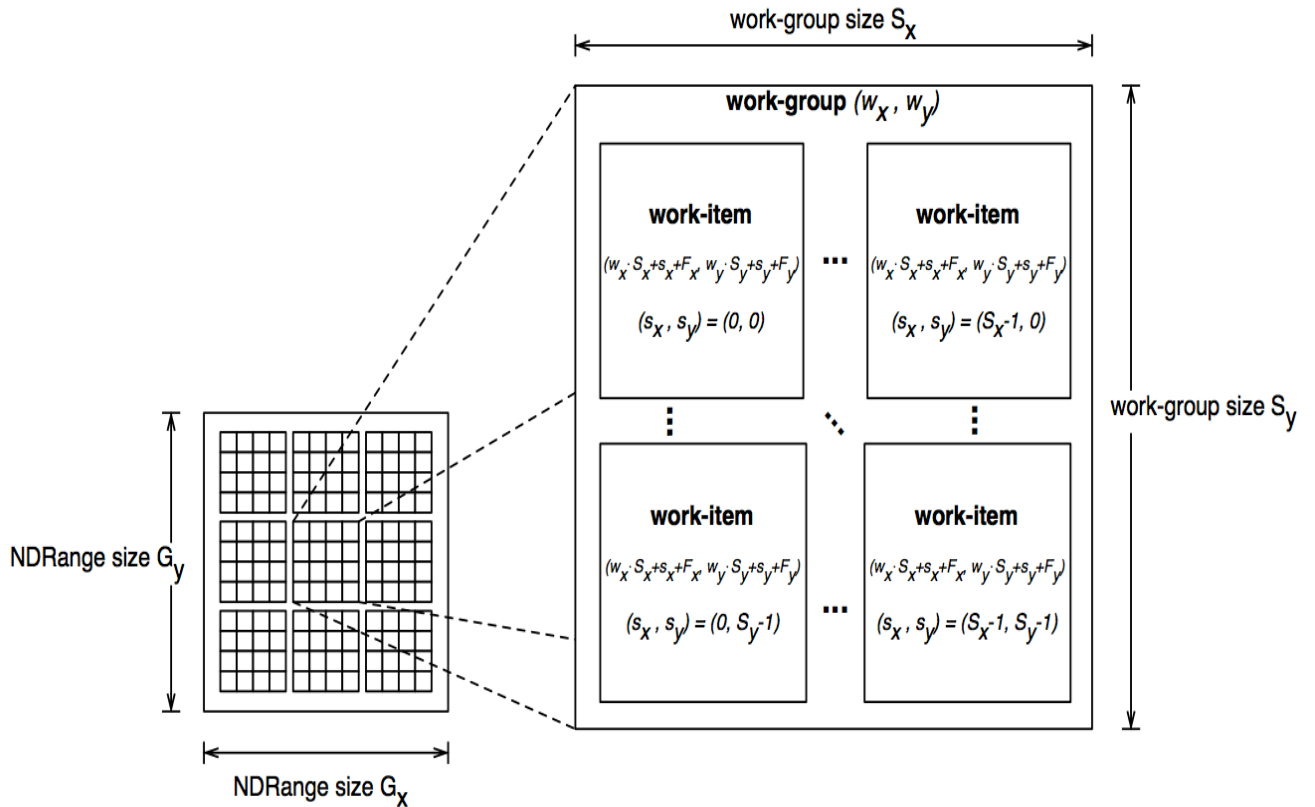 work-group size Sx
work-group (wx, wy)
work-item
(wx·Sx+sx+Fx, wy·Sy+sy+Fy)
(sx, sy) = (0, 0)
...
work-item
(wx·Sx+sx+Fx, wy·Sy+sy+Fy)
(sx, sy) = (Sx-1, 0)
work-group size Sy
work-item
(wx·Sx+sx+Fx, wy·Sy+sy+Fy)
(sx, sy) = (0, Sy-1)
...
work-item
(wx·Sx+sx+Fx, wy·Sy+sy+Fy)
(sx, sy) = (Sx-1, Sy-1)
NDRange size Gy
NDRange size Gx